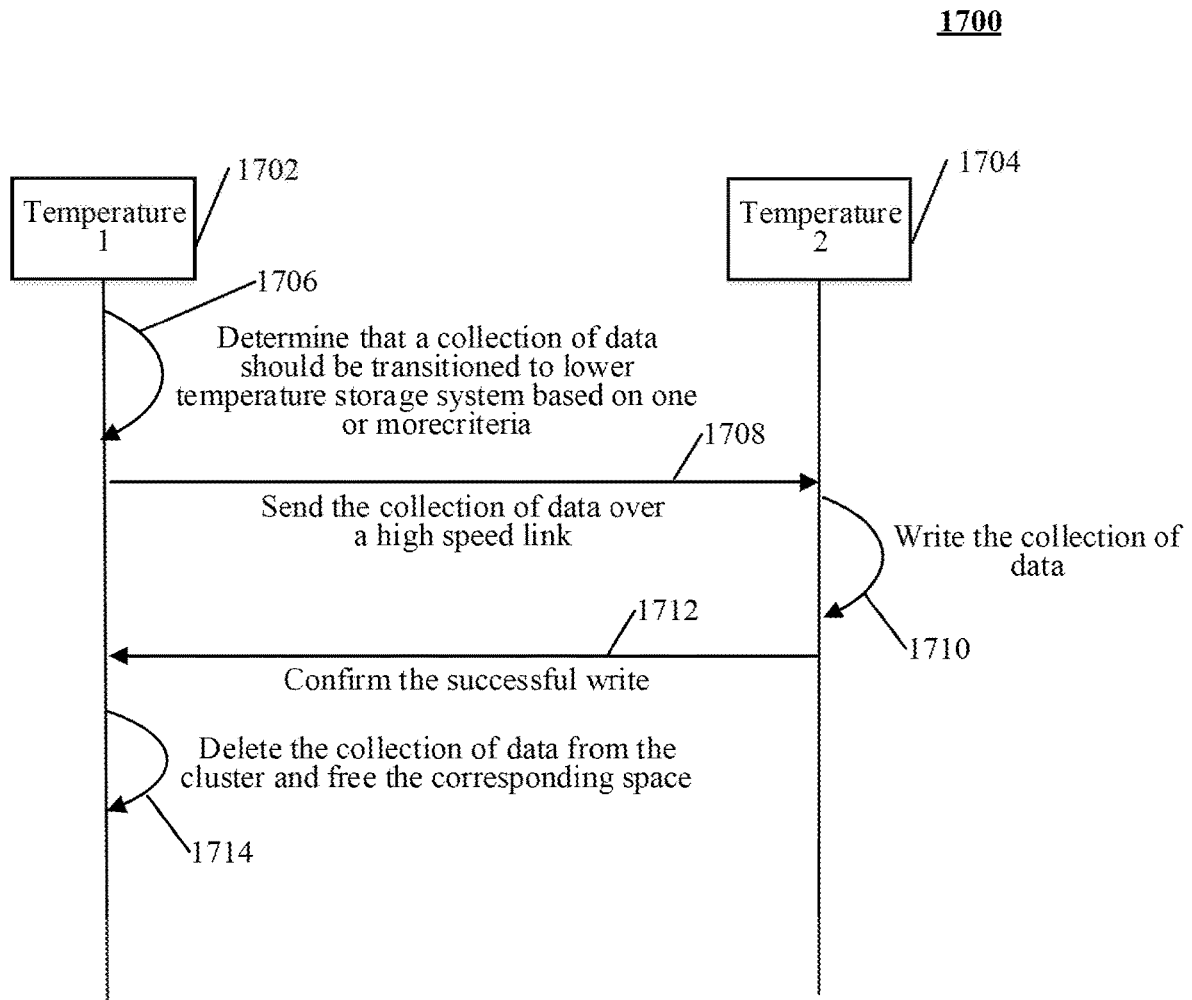 1700
1702
1704
Temperature
1
Temperature
2
1706
Determine that a collection of data
should be transitioned to lower
temperature storage system based on one
or morecriteria
1708
Send the collection of data over
a high speed link
Write the collection of
data
1710
1712
Confirm the successful write
Delete the collection of data from the
cluster and free the corresponding space
1714